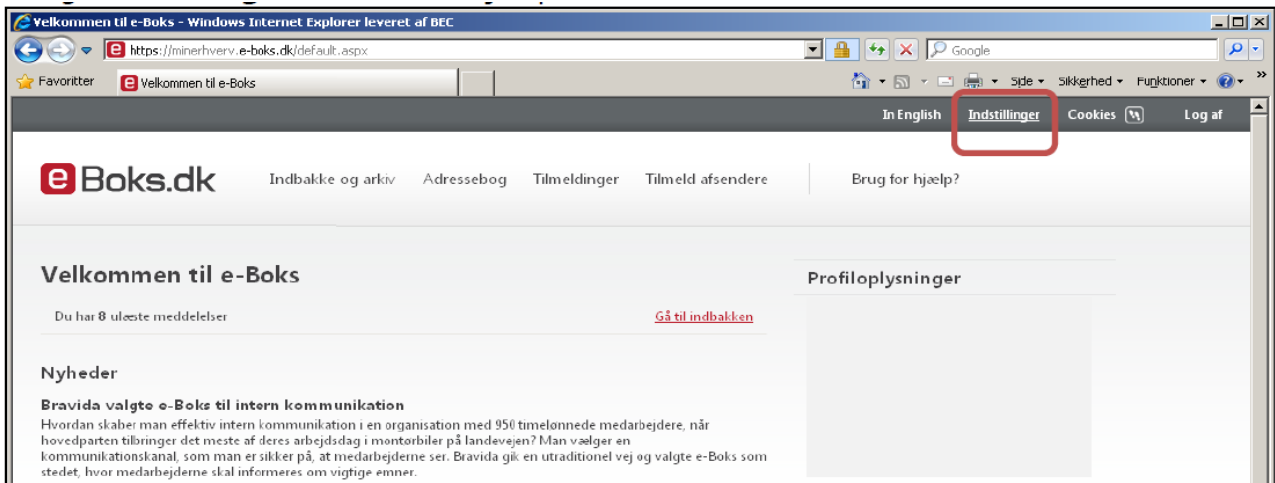 Velkommen til e-Boks - Windows Internet Explorer leveret af BEC
https://minerhverv.e-boks.dk/default.aspx
Google
Favoritter
Velkommen til e-Boks
Side
Sikkerhed
Funktioner
In English Indstillinger Cookies Log af
e Boks.dk
Indbakke og arkiv Adressebog Tilmeldinger Tilmeld afsendere Brug for hjælp?
Velkommen til e-Boks
Du har 8 ulæste meddelelser
Gå til indbakken
Profiloplysninger
Nyheder
Bravida valgte e-Boks til intern kommunikation
Hvordan skaber man effektiv intern kommunikation i en organisation med 950 timelønnede medarbejdere, når
hovedparten tilbringer det meste af deres arbejdsdag i montørbiler på landevejen? Man vælger en
kommunikationskanal, som man er sikker på, at medarbejderne ser. Bravida gik en utraditionel vej og valgte e-Boks som
stedet, hvor medarbejderne skal informeres om vigtige emner.